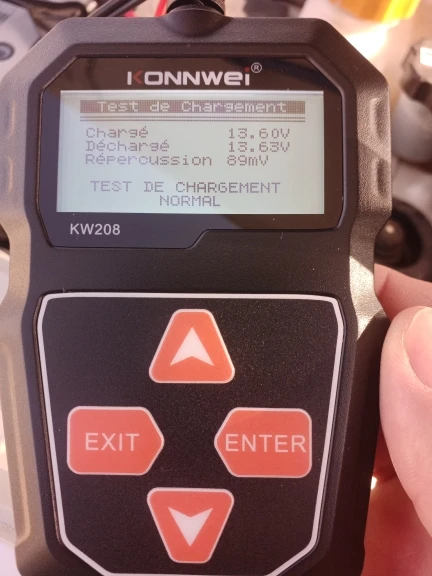 KONNWEI®
Test de Chargement
Chargé 13.60V
Déchargé 13.63V
Répercussion 89mV
TEST DE CHARGEMENT
NORMAL
KW208
EXIT
ENTER